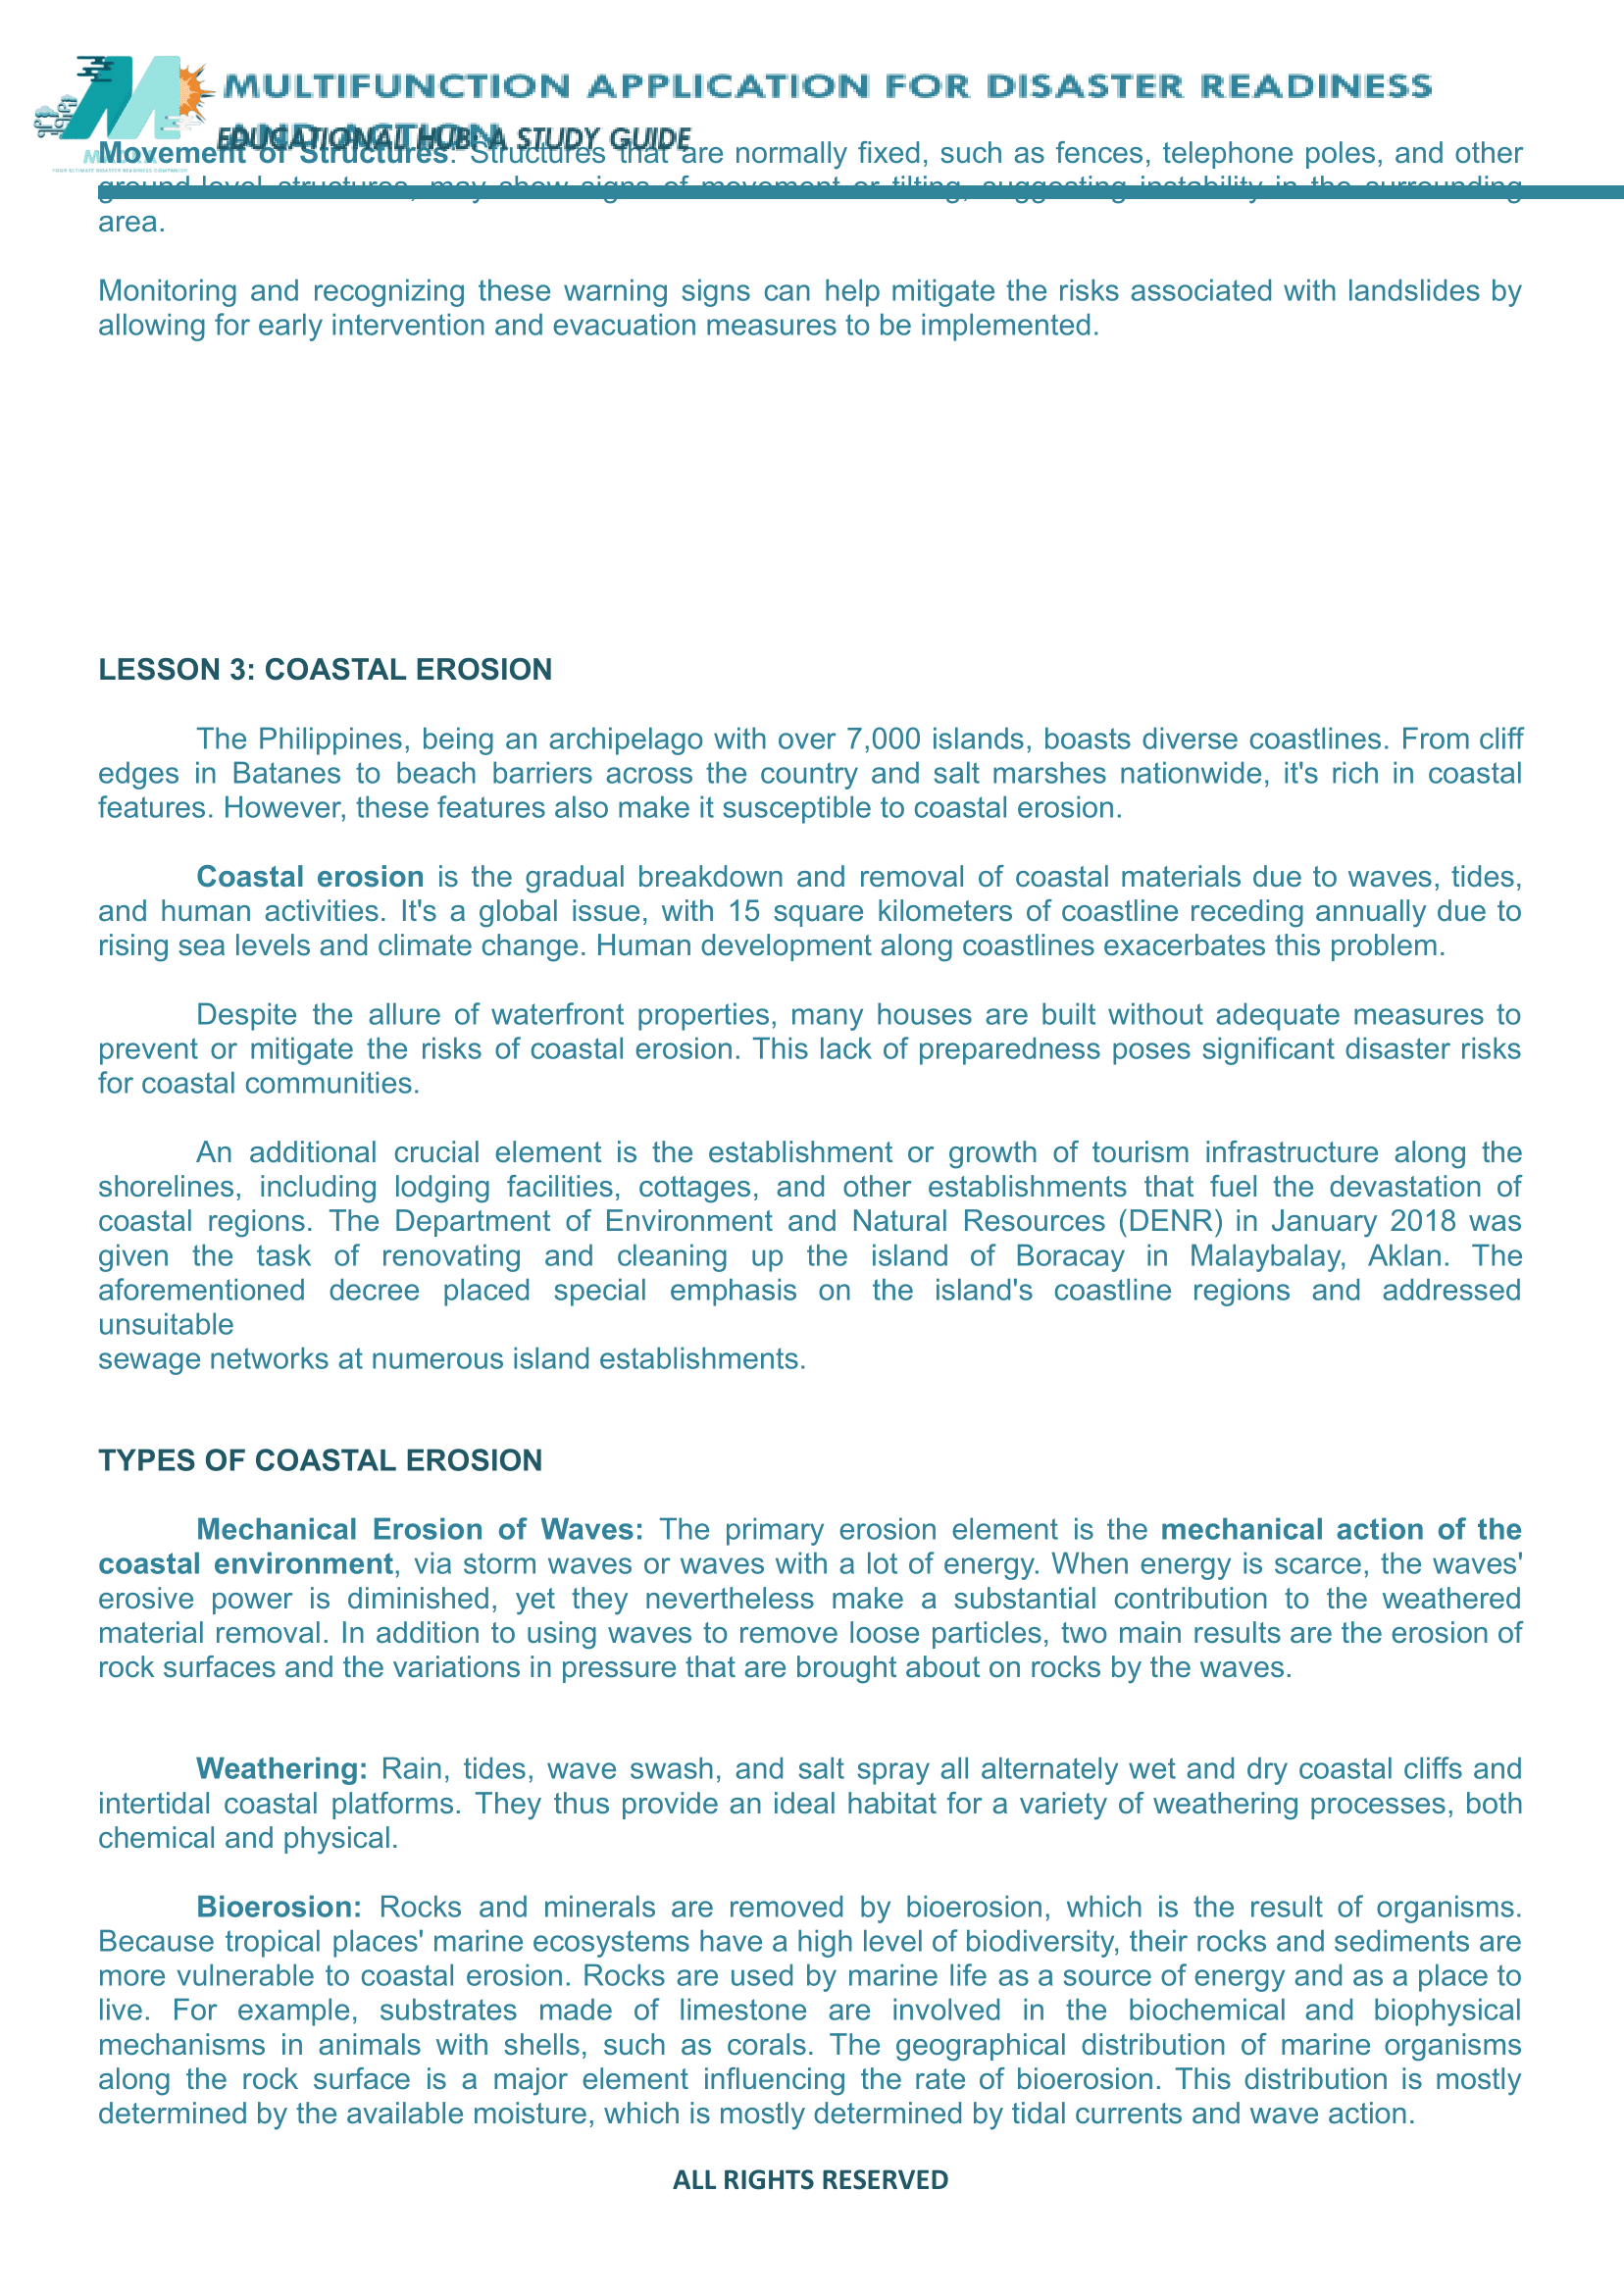 MULTIFUNCTION APPLICATION FOR DISASTER READINESS
AND ACTION
EDUCATIONAL HUB: A STUDY GUIDE
YOUR ULTIMATE DISASTER READINESS COMPANION
Movement of Structures: Structures that are normally fixed, such as fences, telephone poles, and other
ground-level structures, may show signs of movement or tilting, suggesting instability in the surrounding
area.
Monitoring and recognizing these warning signs can help mitigate the risks associated with landslides by
allowing for early intervention and evacuation measures to be implemented.
LESSON 3: COASTAL EROSION
The Philippines, being an archipelago with over 7,000 islands, boasts diverse coastlines. From cliff
edges in Batanes to beach barriers across the country and salt marshes nationwide, it's rich in coastal
features. However, these features also make it susceptible to coastal erosion.
Coastal erosion is the gradual breakdown and removal of coastal materials due to waves, tides,
and human activities. It's a global issue, with 15 square kilometers of coastline receding annually due to
rising sea levels and climate change. Human development along coastlines exacerbates this problem.
Despite the allure of waterfront properties, many houses are built without adequate measures to
prevent or mitigate the risks of coastal erosion. This lack of preparedness poses significant disaster risks
for coastal communities.
An additional crucial element is the establishment or growth of tourism infrastructure along the
shorelines, including lodging facilities, cottages, and other establishments that fuel the devastation of
coastal regions. The Department of Environment and Natural Resources (DENR) in January 2018 was
given the task of renovating and cleaning up the island of Boracay in Malaybalay, Aklan. The
aforementioned decree placed special emphasis on the island's coastline regions and addressed
unsuitable
sewage networks at numerous island establishments.
TYPES OF COASTAL EROSION
Mechanical Erosion of Waves: The primary erosion element is the mechanical action of the
coastal environment, via storm waves or waves with a lot of energy. When energy is scarce, the waves'
erosive power is diminished, yet they nevertheless make a substantial contribution to the weathered
material removal. In addition to using waves to remove loose particles, two main results are the erosion of
rock surfaces and the variations in pressure that are brought about on rocks by the waves.
Weathering: Rain, tides, wave swash, and salt spray all alternately wet and dry coastal cliffs and
intertidal coastal platforms. They thus provide an ideal habitat for a variety of weathering processes, both
chemical and physical.
Bioerosion: Rocks and minerals are removed by bioerosion, which is the result of organisms.
Because tropical places' marine ecosystems have a high level of biodiversity, their rocks and sediments are
more vulnerable to coastal erosion. Rocks are used by marine life as a source of energy and as a place to
live. For example, substrates made of limestone are involved in the biochemical and biophysical
mechanisms in animals with shells, such as corals. The geographical distribution of marine organisms
along the rock surface is a major element influencing the rate of bioerosion. This distribution is mostly
determined by the available moisture, which is mostly determined by tidal currents and wave action.
ALL RIGHTS RESERVED